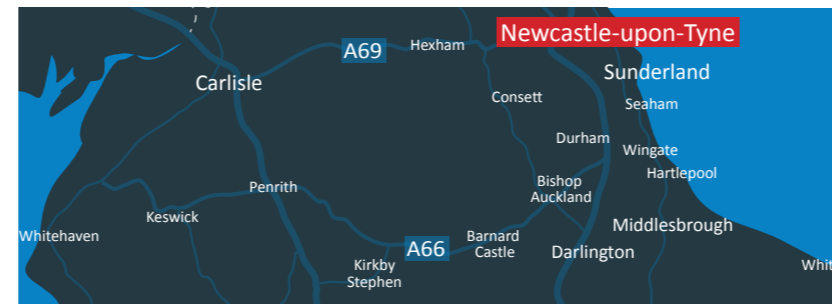 Newcastle-upon-Tyne
A69
Hexham
Carlisle
Sunderland
Consett
Seaham
Durham
Wingate
Hartlepool
Penrith
Bishop
Auckland
Keswick
Middlesbrough
Whitehaven
A66
Barnard
Castle
Darlington
Kirkby
Stephen
Whit